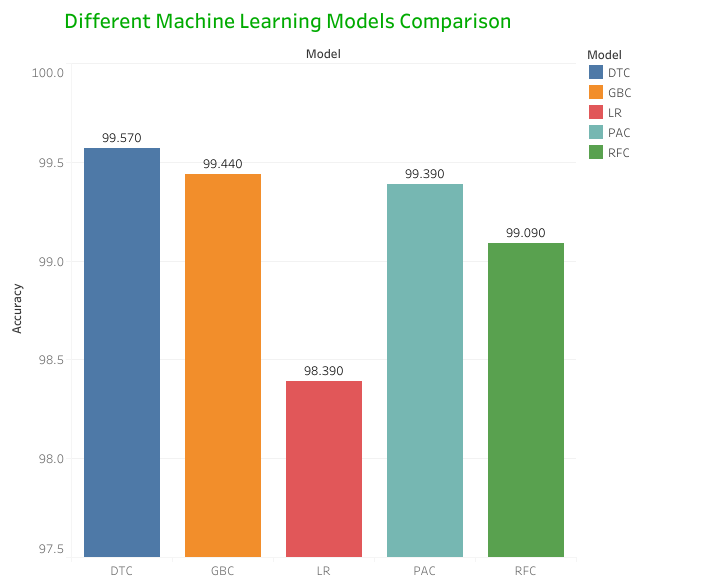 Different Machine Learning Models Comparison
Model
Model
DTC
GBC
LR
PAC
RFC
Accuracy
100.0
99.5
99.0
98.5
98.0
97.5
99.570
99.440
98.390
99.390
99.090
DTC
GBC
LR
PAC
RFC